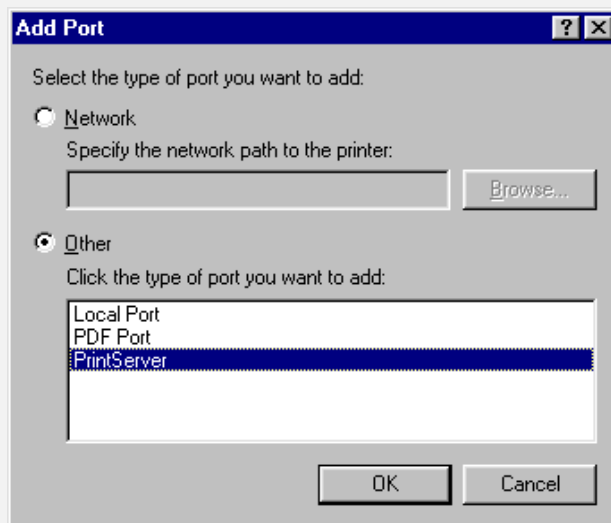 Add Port
Select the type of port you want to add:
Network
Specify the network path to the printer:
Browse...
Other
Click the type of port you want to add:
Local Port
PDF Port
PrintServer
OK Cancel